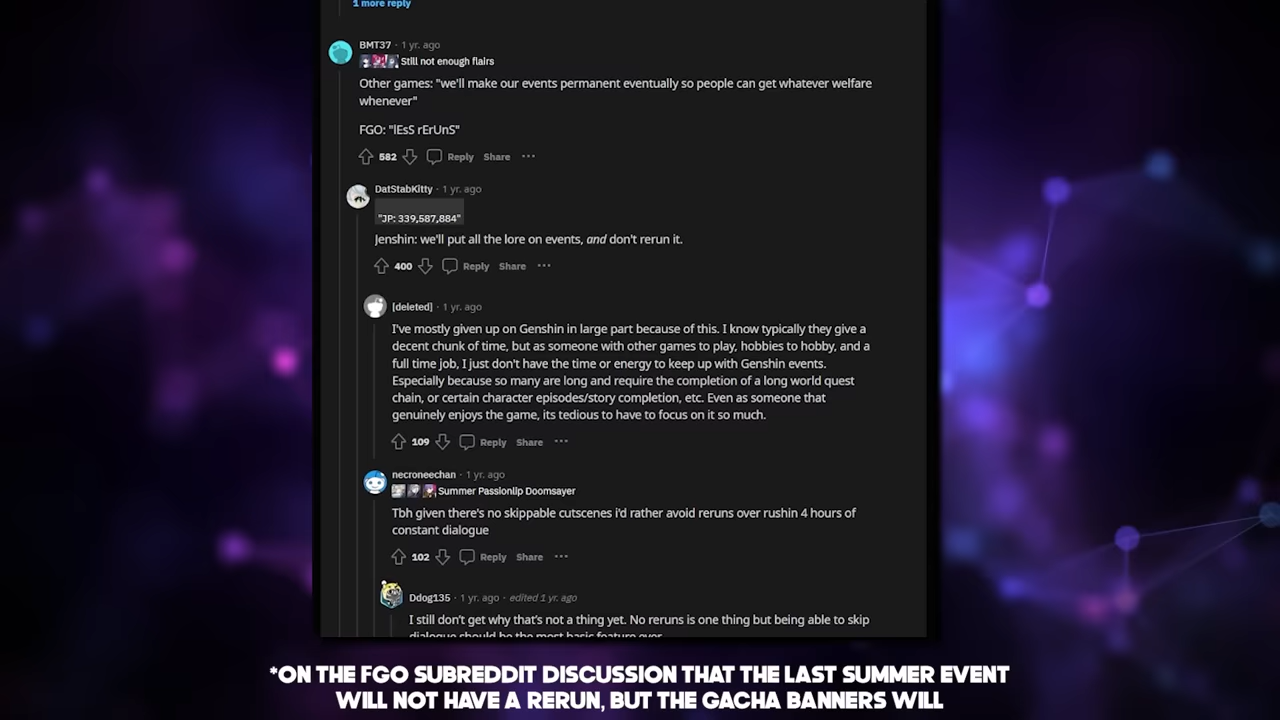 1 more reply
BMT37 · 1 yr. ago
Still not enough flairs
Other games: "we'll make our events permanent eventually so people can get whatever welfare
whenever"
FGO: "lEsS rErUnS"
582 Reply Share ···
DatStabKitty · 1 yr. ago
"JP: 339,587,884"
Jenshin: we'll put all the lore on events, and don't rerun it.
400 Reply Share ···
[deleted] · 1 yr. ago
I've mostly given up on Genshin in large part because of this. I know typically they give a
decent chunk of time, but as someone with other games to play, hobbies to hobby, and a
full time job, I just don't have the time or energy to keep up with Genshin events.
Especially because so many are long and require the completion of a long world quest
chain, or certain character episodes/story completion, etc. Even as someone that
genuinely enjoys the game, its tedious to have to focus on it so much.
109 Reply Share ···
necroneechan · 1 yr. ago
Summer Passionlip Doomsayer
Tbh given there's no skippable cutscenes i'd rather avoid reruns over rushin 4 hours of
constant dialogue
102 Reply Share ···
Ddog135 · 1 yr. ago · edited 1 yr. ago
I still don't get why that's not a thing yet. No reruns is one thing but being able to skip
dialogue should be the most basic feature ever
*ON THE FGO SUBREDDIT DISCUSSION THAT THE LAST SUMMER EVENT
WILL NOT HAVE A RERUN, BUT THE GACHA BANNERS WILL